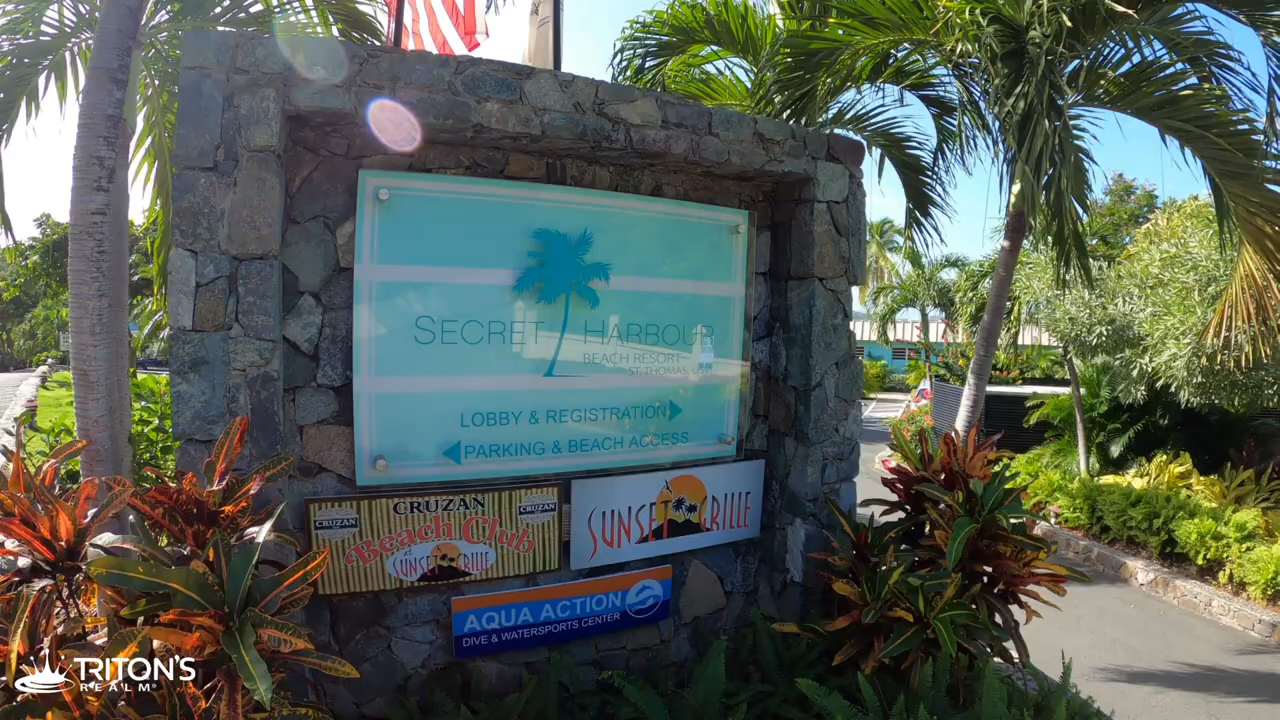 SECRET HARBOUR
BEACH RESORT
ST. THOMAS, USVI
LOBBY & REGISTRATION
PARKING & BEACH ACCESS
CRUZAN
CRUZAN
CRUZAN
Beach Club
at
SUNSET GRILLE
SUNSET GRILLE
AQUA ACTION
DIVE & WATERSPORTS CENTER
TRITON'S
REALM